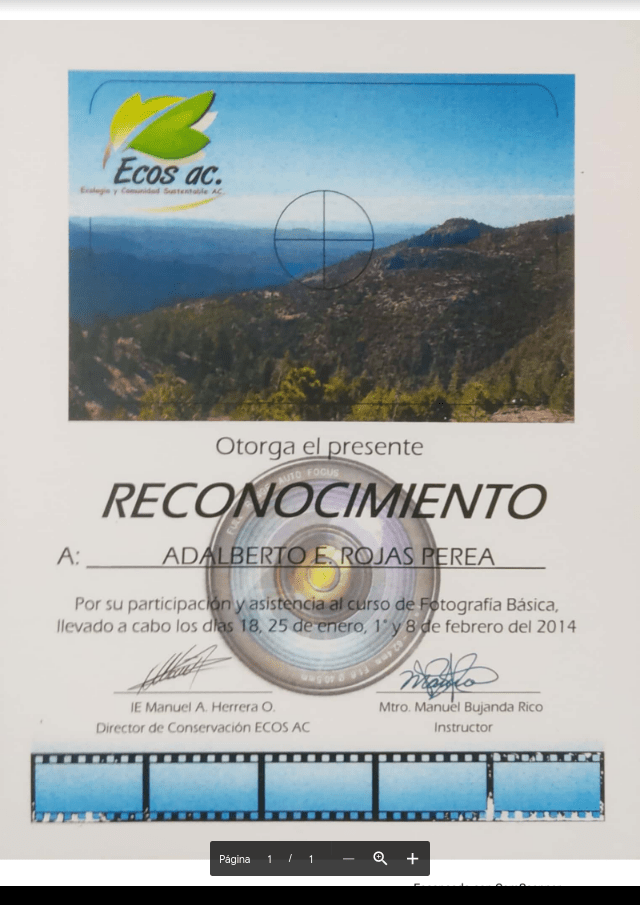 Ecos ac.
Ecología y Comunidad Sustentable AC.
Otorga el presente
RECONOCIMIENTO
AUTO FOCUS
A: ADALBERTO E. ROJAS PEREA
Por su participación y asistencia al curso de Fotografía Básica,
llevado a cabo los días 18, 25 de enero, 1° y 8 de febrero del 2014
IE Manuel A. Herrera O.
Director de Conservación ECOS AC
Mtro. Manuel Bujanda Rico
Instructor
Página 1 / 1